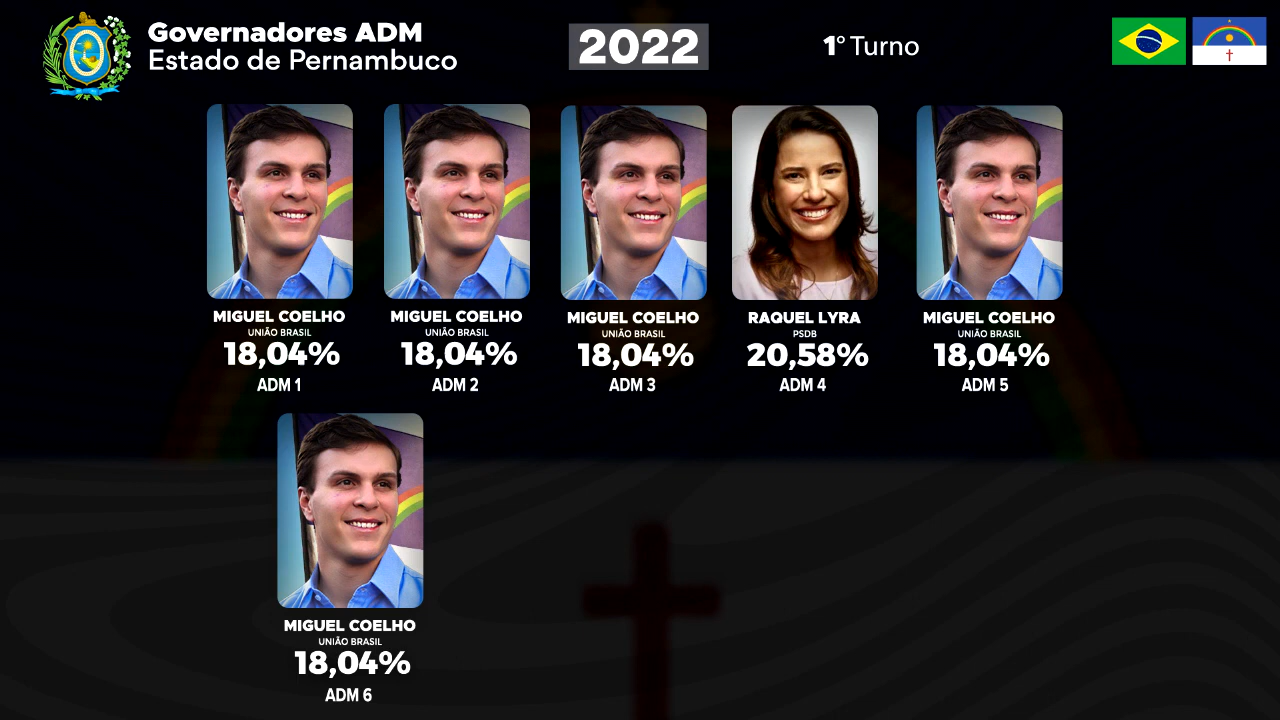 Governadores ADM
Estado de Pernambuco
2022
1° Turno
MIGUEL COELHO
UNIÃO BRASIL
18,04%
ADM 1
MIGUEL COELHO
UNIÃO BRASIL
18,04%
ADM 2
MIGUEL COELHO
UNIÃO BRASIL
18,04%
ADM 3
RAQUEL LYRA
PSDB
20,58%
ADM 4
MIGUEL COELHO
UNIÃO BRASIL
18,04%
ADM 5
MIGUEL COELHO
UNIÃO BRASIL
18,04%
ADM 6